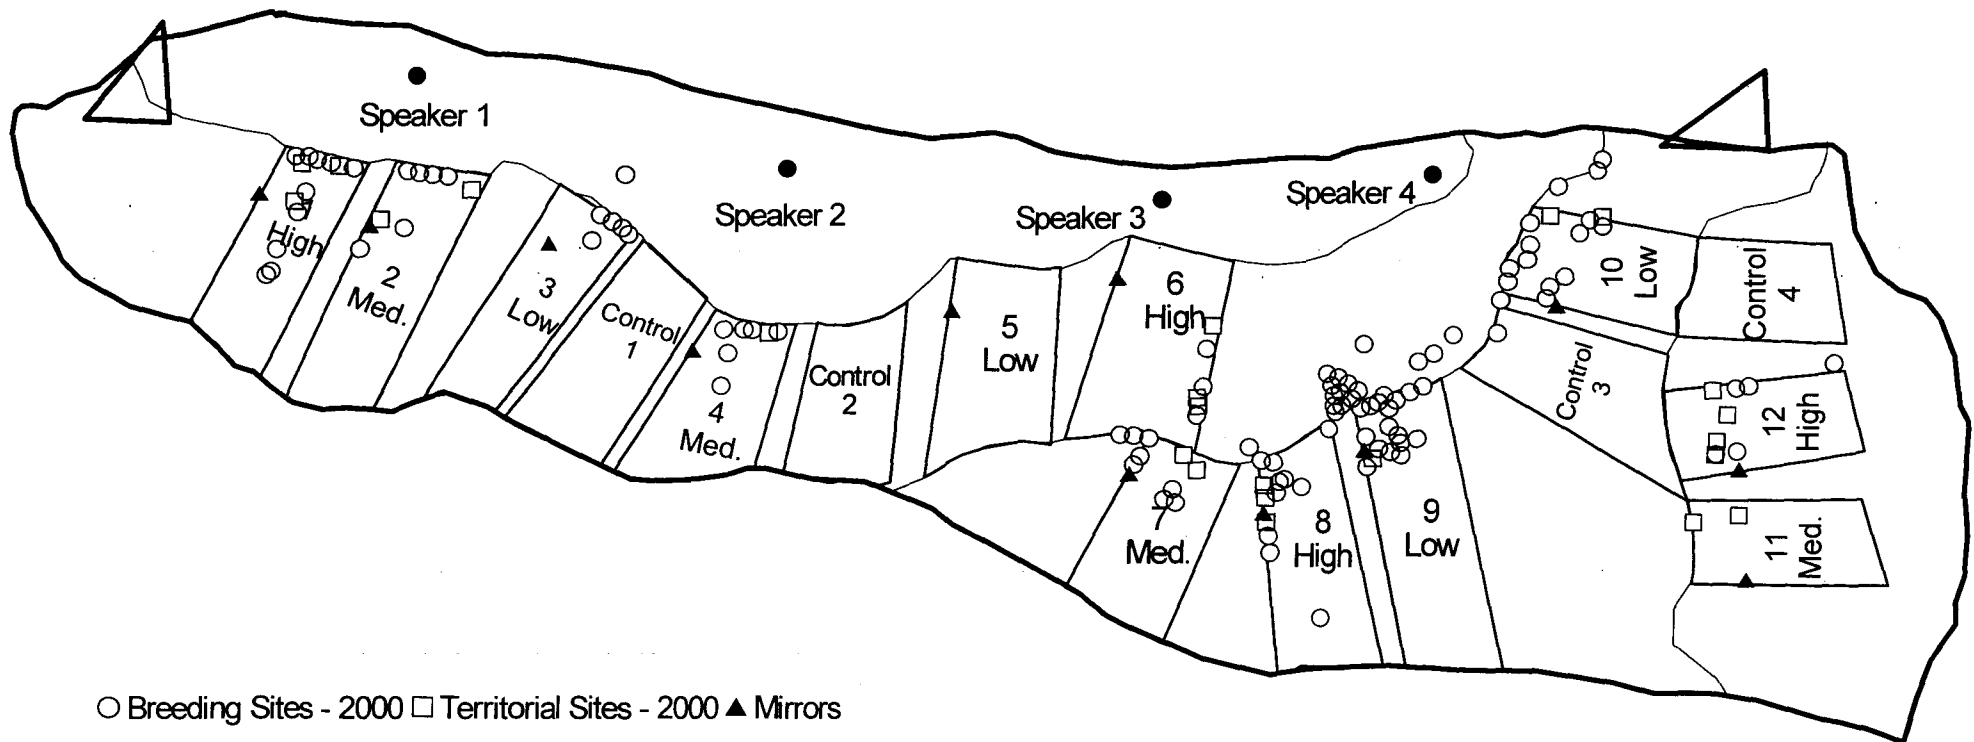 Speaker 1
Speaker 2
Speaker 3
Speaker 4
High
2
Med.
3
Low
Control
1
4
Med.
Control
2
5
Low
6
High
7
Med.
8
High
9
Low
10
Low
Control
3
Control
4
12
High
11
Med.
Breeding Sites - 2000 Territorial Sites - 2000 Mirrors